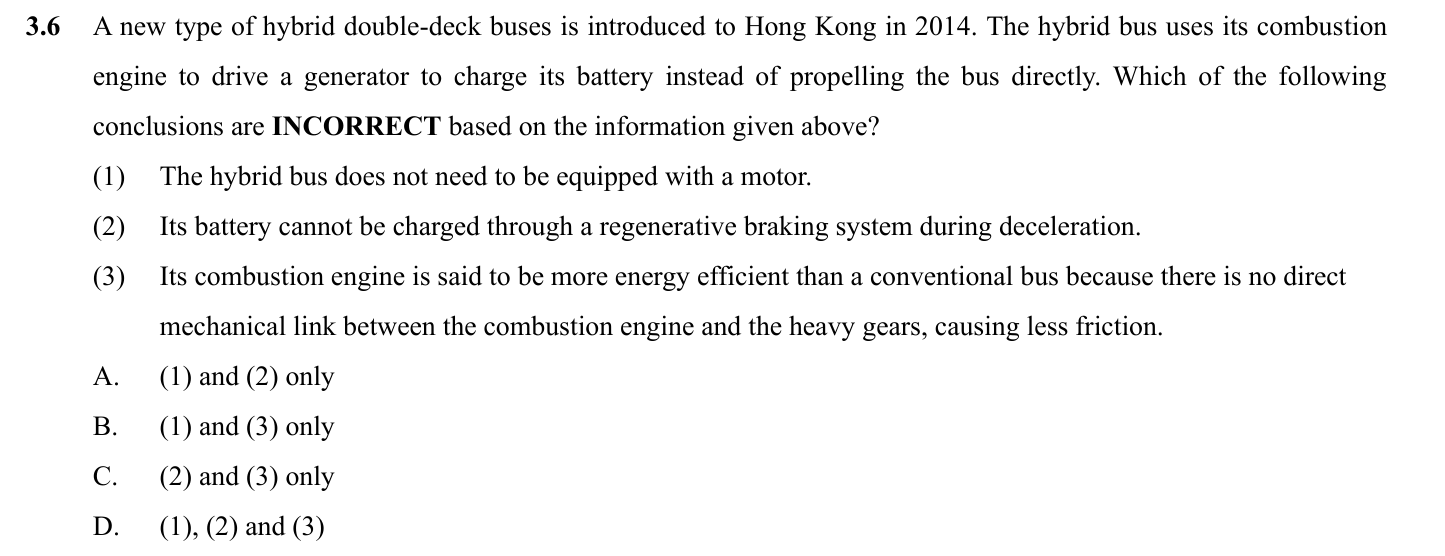 3.6 A new type of hybrid double-deck buses is introduced to Hong Kong in 2014. The hybrid bus uses its combustion
engine to drive a generator to charge its battery instead of propelling the bus directly. Which of the following
conclusions are INCORRECT based on the information given above?
(1) The hybrid bus does not need to be equipped with a motor.
(2) Its battery cannot be charged through a regenerative braking system during deceleration.
(3) Its combustion engine is said to be more energy efficient than a conventional bus because there is no direct
mechanical link between the combustion engine and the heavy gears, causing less friction.
A. (1) and (2) only
B. (1) and (3) only
C. (2) and (3) only
D. (1), (2) and (3)